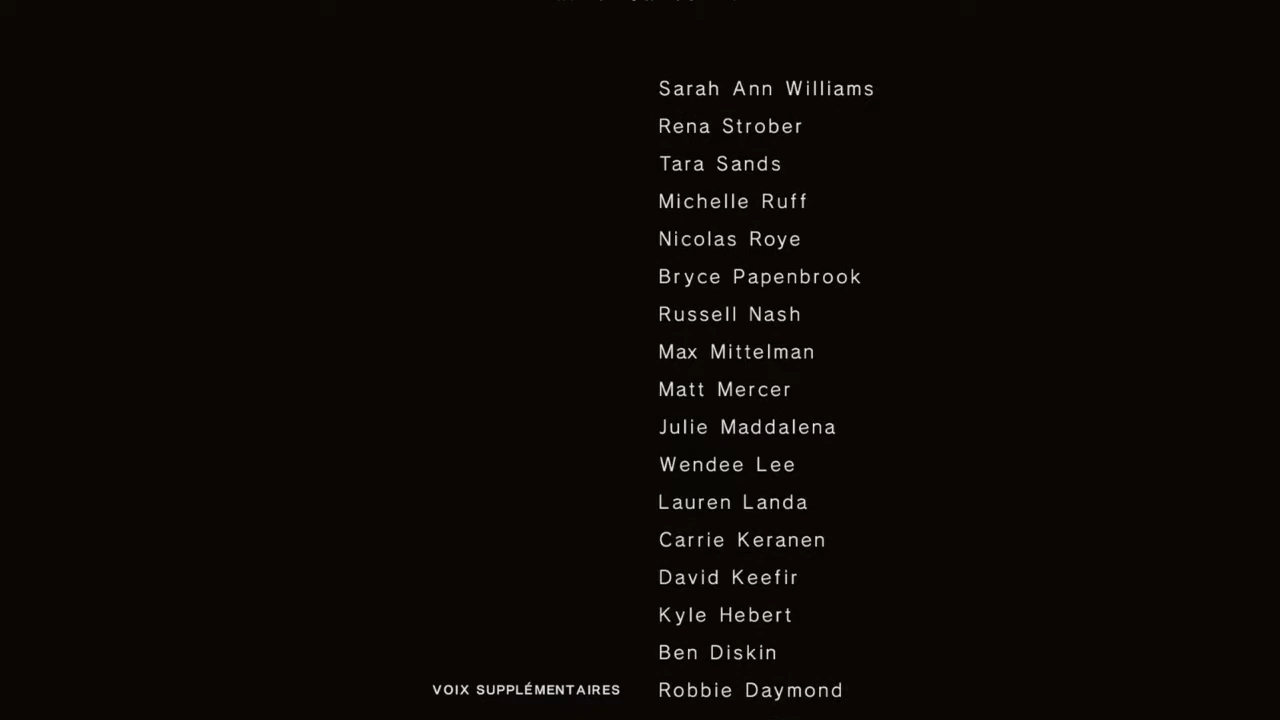 Sarah Ann Williams
Rena Strober
Tara Sands
Michelle Ruff
Nicolas Roye
Bryce Papenbrook
Russell Nash
Max Mittelman
Matt Mercer
Julie Maddalena
Wendee Lee
Lauren Landa
Carrie Keranen
David Keefir
Kyle Hebert
Ben Diskin
VOIX SUPPLÉMENTAIRES Robbie Daymond